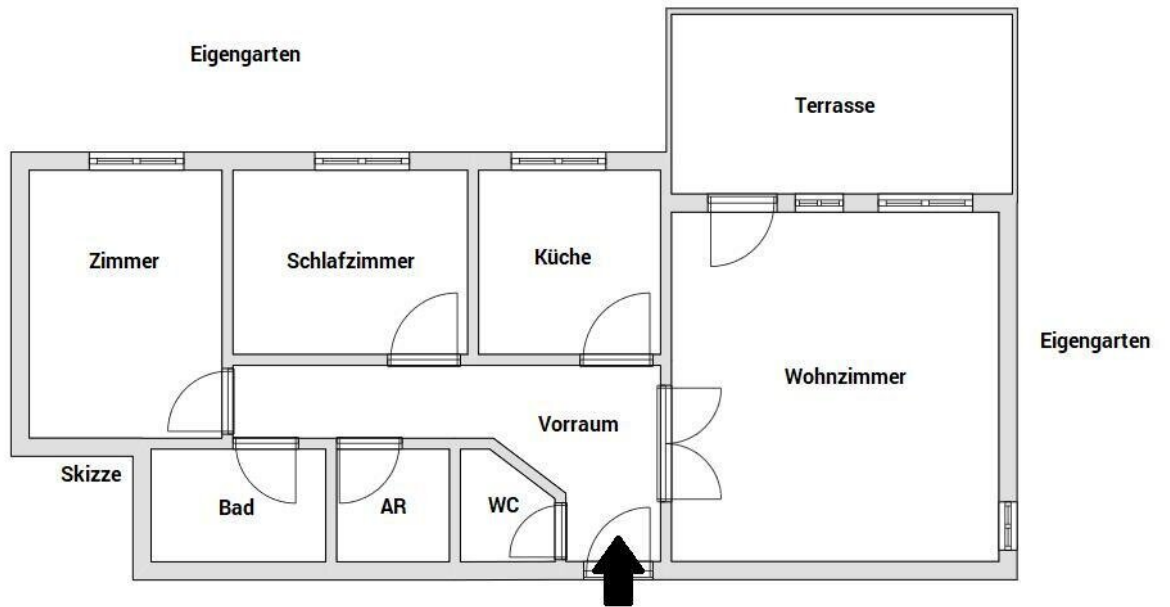 Eigengarten
Terrasse
Zimmer
Schlafzimmer
Küche
Eigengarten
Wohnzimmer
Vorraum
Skizze
Bad
AR
WC